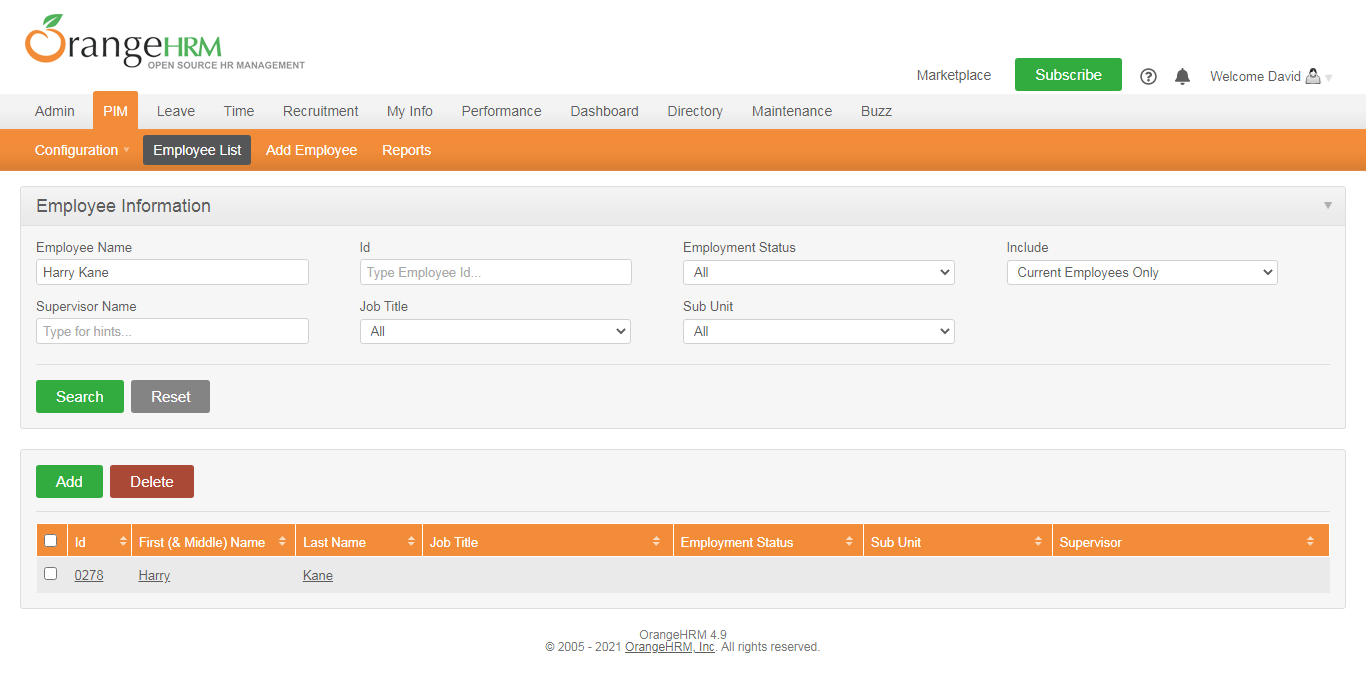 OrangeHRM
OPEN SOURCE HR MANAGEMENT
Marketplace Subscribe Welcome David
Admin PIM Leave Time Recruitment My Info Performance Dashboard Directory Maintenance Buzz
Configuration Employee List Add Employee Reports
Employee Information
Employee Name Id Employment Status Include
Harry Kane Type Employee Id... All Current Employees Only
Supervisor Name Job Title Sub Unit
Type for hints... All All
Search Reset
Add Delete
Id First (& Middle) Name Last Name Job Title Employment Status Sub Unit Supervisor
0278 Harry Kane
OrangeHRM 4.9
© 2005 - 2021 OrangeHRM, Inc. All rights reserved.